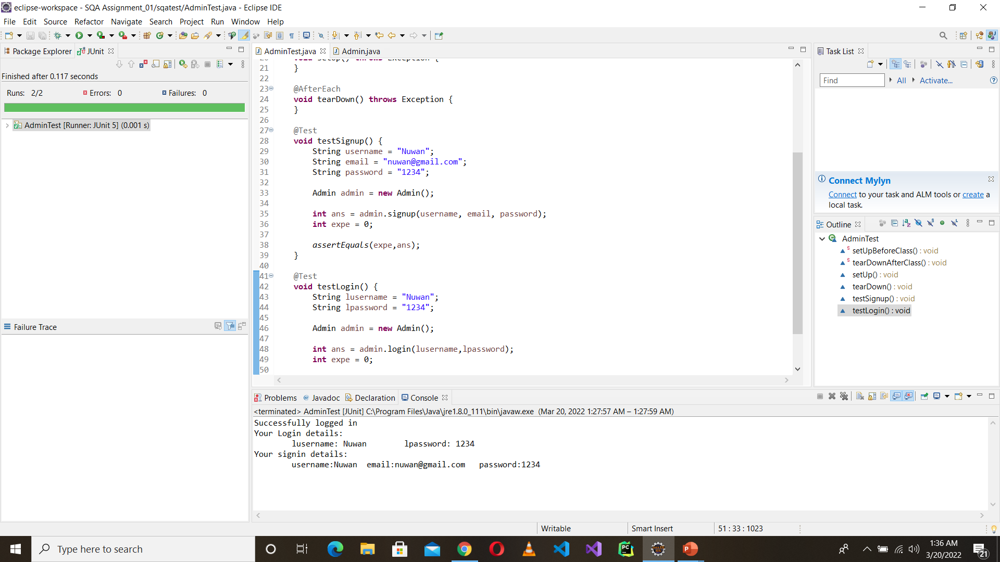 eclipse-workspace - SQA Assignment_01/sqatest/AdminTest.java - Eclipse IDE
File Edit Source Refactor Navigate Search Project Run Window Help
Package Explorer JUnit
Finished after 0.117 seconds
Runs: 2/2 Errors: 0 Failures: 0
AdminTest [Runner: JUnit 5] (0.001 s)
Failure Trace
AdminTest.java Admin.java
20 void setUp() throws Exception {
21 }
22
23 @AfterEach
24 void tearDown() throws Exception {
25 }
26
27 @Test
28 void testSignup() {
29 String username = "Nuwan";
30 String email = "nuwan@gmail.com";
31 String password = "1234";
32
33 Admin admin = new Admin();
34
35 int ans = admin.signup(username, email, password);
36 int expe = 0;
37
38 assertEquals(expe,ans);
39 }
40
41 @Test
42 void testLogin() {
43 String lusername = "Nuwan";
44 String lpassword = "1234";
45
46 Admin admin = new Admin();
47
48 int ans = admin.login(lusername,lpassword);
49 int expe = 0;
50
Task List
Find All Activate...
Connect Mylyn
Connect to your task and ALM tools or create a
local task.
Outline
AdminTest
setUpBeforeClass() : void
tearDownAfterClass() : void
setUp() : void
tearDown() : void
testSignup() : void
testLogin() : void
Problems Javadoc Declaration Console
<terminated> AdminTest [JUnit] C:\Program Files\Java\jre1.8.0_111\bin\javaw.exe (Mar 20, 2022 1:27:57 AM – 1:27:59 AM)
Successfully logged in
Your Login details:
lusername: Nuwan lpassword: 1234
Your signin details:
username:Nuwan email:nuwan@gmail.com password:1234
Writable Smart Insert 51 : 33 : 1023
Type here to search
1:36 AM
3/20/2022
21